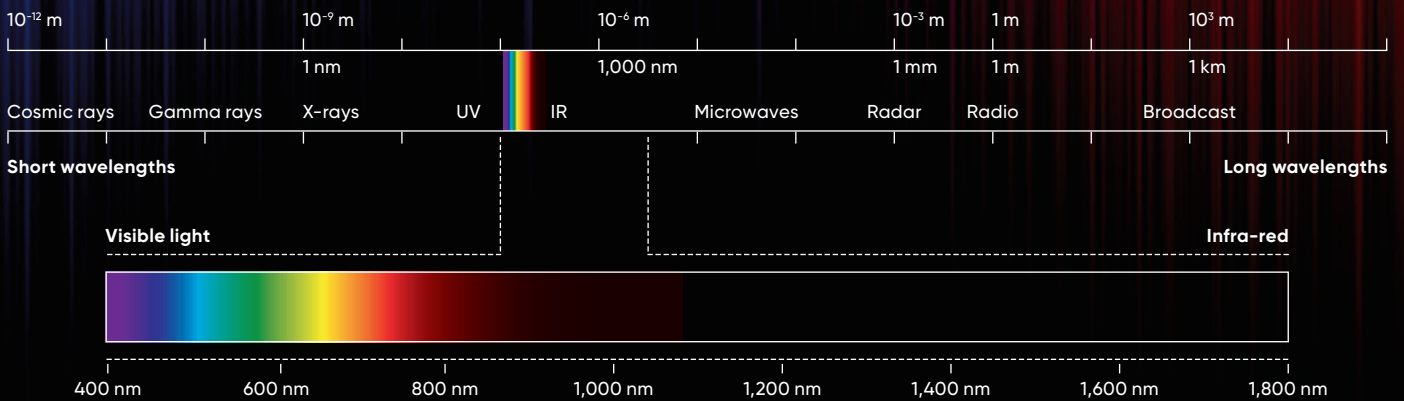 10⁻¹² m 10⁻⁹ m 10⁻⁶ m 10⁻³ m 1 m 10³ m
1 nm 1,000 nm 1 mm 1 m 1 km
Cosmic rays Gamma rays X-rays UV IR Microwaves Radar Radio Broadcast
Short wavelengths Long wavelengths
Visible light Infra-red
400 nm 600 nm 800 nm 1,000 nm 1,200 nm 1,400 nm 1,600 nm 1,800 nm